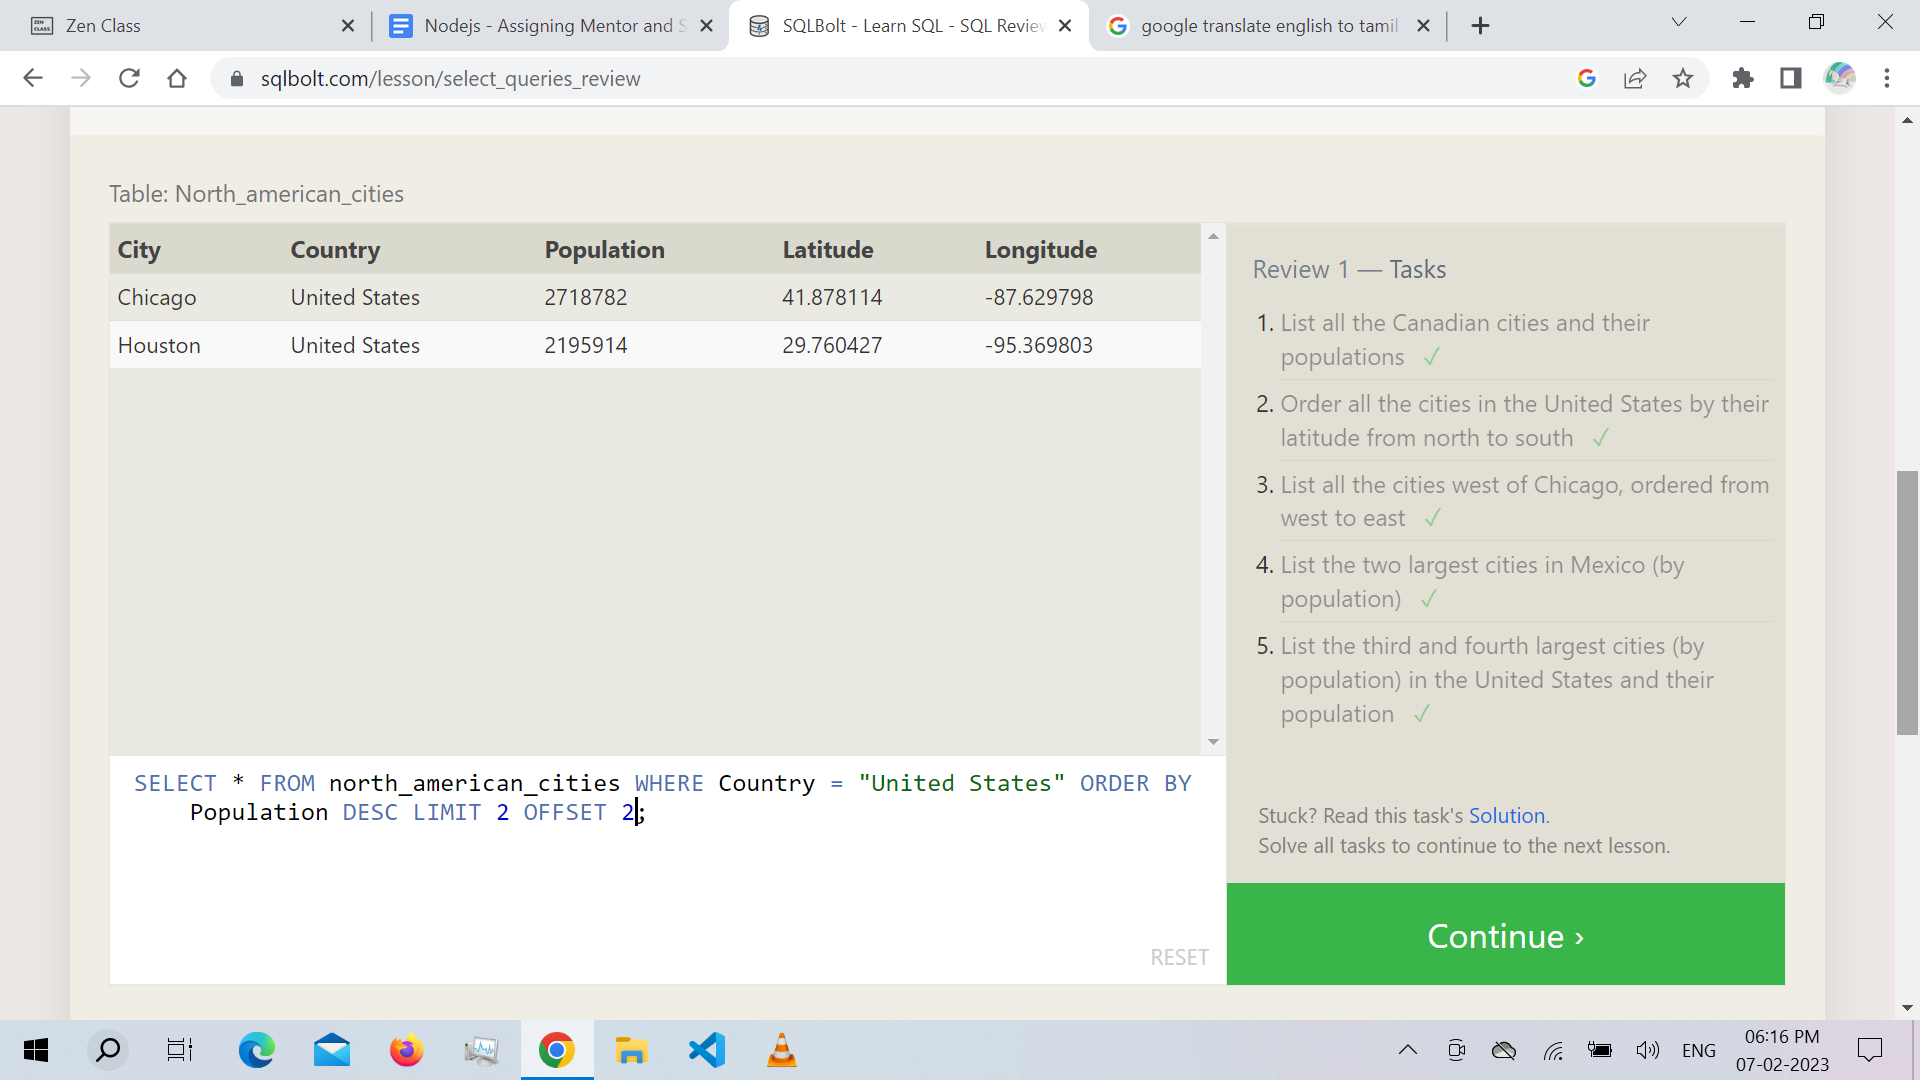 Zen Class
Nodejs - Assigning Mentor and S
SQLBolt - Learn SQL - SQL Review
google translate english to tamil
sqlbolt.com/lesson/select_queries_review
Table: North_american_cities
City Country Population Latitude Longitude
Chicago United States 2718782 41.878114 -87.629798
Houston United States 2195914 29.760427 -95.369803
Review 1 — Tasks
1. List all the Canadian cities and their
populations ✓
2. Order all the cities in the United States by their
latitude from north to south ✓
3. List all the cities west of Chicago, ordered from
west to east ✓
4. List the two largest cities in Mexico (by
population) ✓
5. List the third and fourth largest cities (by
population) in the United States and their
population ✓
SELECT * FROM north_american_cities WHERE Country = "United States" ORDER BY
Population DESC LIMIT 2 OFFSET 2;
RESET
Stuck? Read this task's Solution.
Solve all tasks to continue to the next lesson.
Continue ›
ENG
06:16 PM
07-02-2023